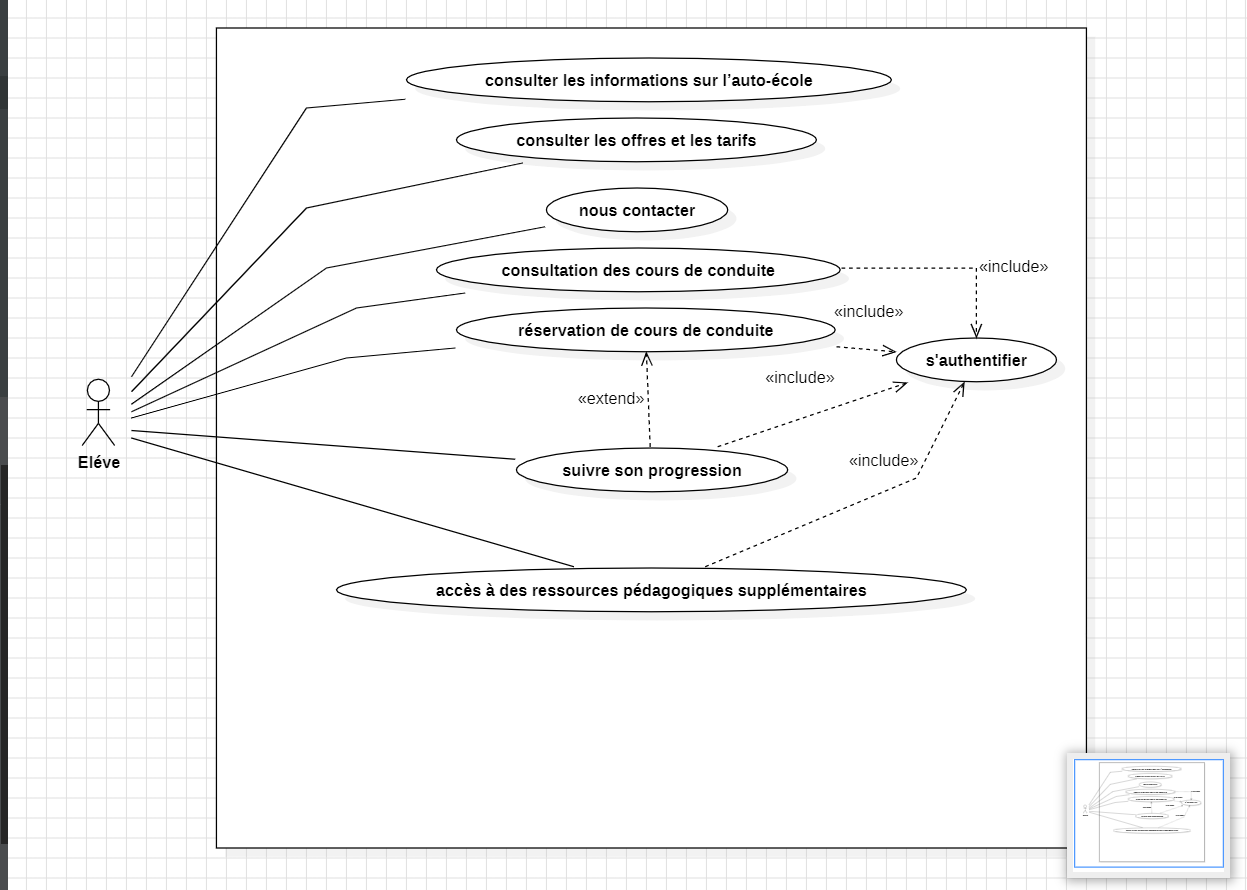 consulter les informations sur l'auto-école
consulter les offres et les tarifs
nous contacter
consultation des cours de conduite
«include»
«include»
réservation de cours de conduite
s'authentifier
«include»
«extend»
Eléve
suivre son progression
«include»
accès à des ressources pédagogiques supplémentaires